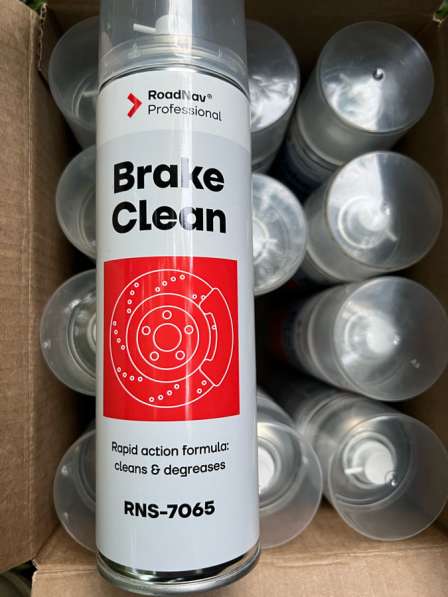 RoadNav®
Professional
Brake
Clean
Rapid action formula:
cleans & degreases
RNS-7065